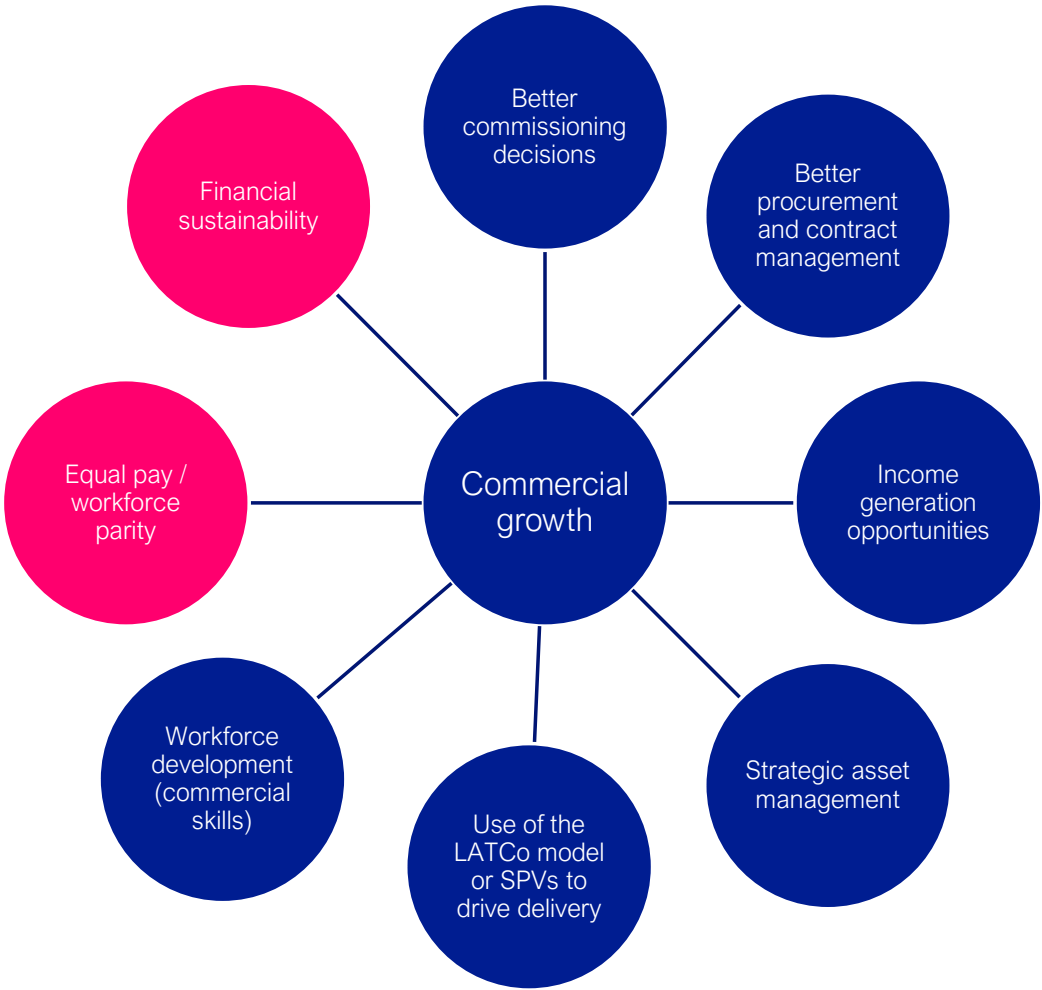 Better
commissioning
decisions
Better
procurement
and contract
management
Income
generation
opportunities
Strategic asset
management
Use of the
LATCo model
or SPVs to
drive delivery
Workforce
development
(commercial
skills)
Equal pay /
workforce
parity
Financial
sustainability
Commercial
growth